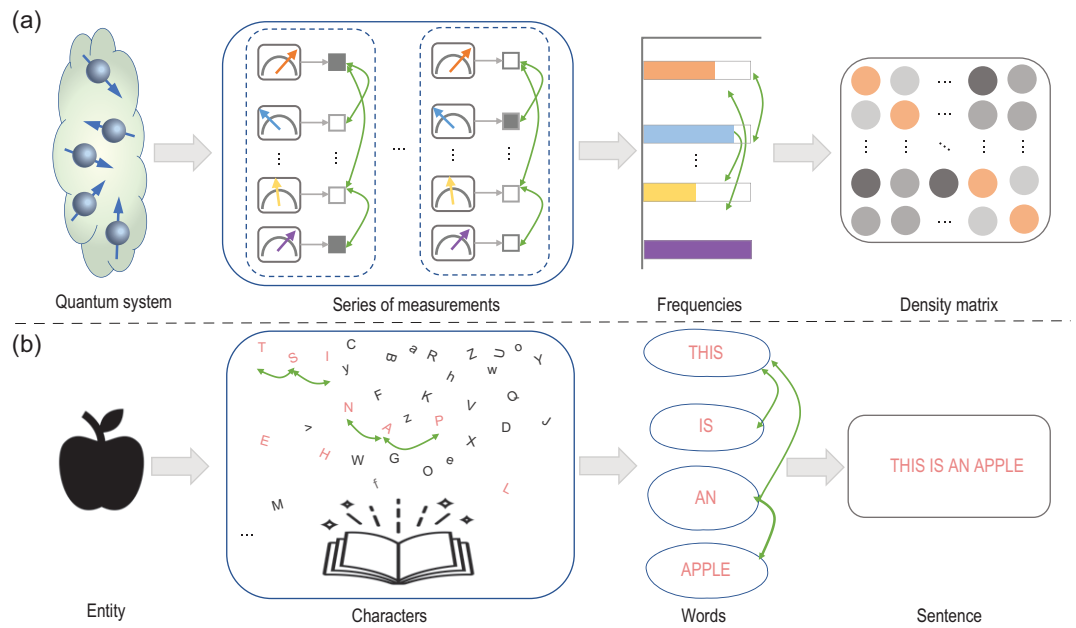 (a)
...
...
Quantum system
Series of measurements
Frequencies
Density matrix
(b)
T S I C y B a R Z U w o Y
h
F K V Q
N A z P
E v H W G O e X D J
f L
M
...
THIS
IS
AN
APPLE
THIS IS AN APPLE
Entity
Characters
Words
Sentence